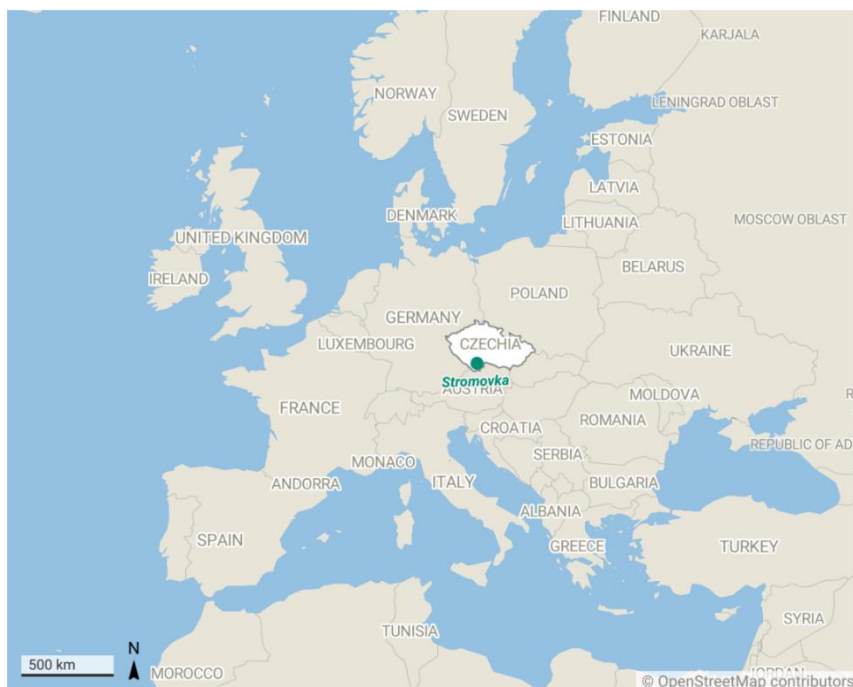 FINLAND
KARJALA
NORWAY
SWEDEN
LENINGRAD OBLAST
ESTONIA
LATVIA
DENMARK
LITHUANIA
MOSCOW OBLAST
UNITED KINGDOM
BELARUS
IRELAND
POLAND
GERMANY
LUXEMBOURG
CZECHIA
UKRAINE
Stromovka
AUSTRIA
MOLDOVA
FRANCE
ROMANIA
CROATIA
REPUBLIC OF AD
SERBIA
MONACO
ANDORRA
ITALY
BULGARIA
ALBANIA
SPAIN
GREECE
TURKEY
SYRIA
TUNISIA
N
500 km
MOROCCO
JORDAN
© OpenStreetMap contributors